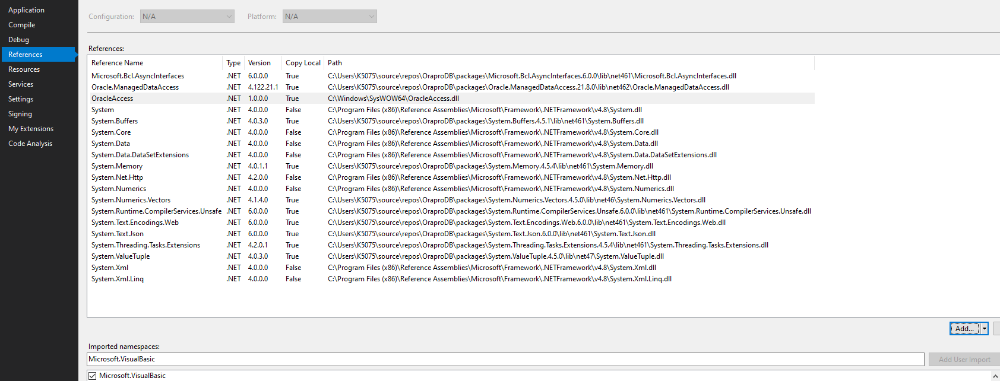 Application
Compile
Debug
References
Resources
Services
Settings
Signing
My Extensions
Code Analysis
Configuration: N/A Platform: N/A
References:
Reference Name Type Version Copy Local Path
Microsoft.Bcl.AsyncInterfaces .NET 6.0.0.0 True C:\Users\K5075\source\repos\OraproDB\packages\Microsoft.Bcl.AsyncInterfaces.6.0.0\lib\net461\Microsoft.Bcl.AsyncInterfaces.dll
Oracle.ManagedDataAccess .NET 4.122.21.1 True C:\Users\K5075\source\repos\OraproDB\packages\Oracle.ManagedDataAccess.21.8.0\lib\net462\Oracle.ManagedDataAccess.dll
OracleAccess .NET 1.0.0.0 True C:\Windows\SysWOW64\OracleAccess.dll
System .NET 4.0.0.0 False C:\Program Files (x86)\Reference Assemblies\Microsoft\Framework\.NETFramework\v4.8\System.dll
System.Buffers .NET 4.0.3.0 True C:\Users\K5075\source\repos\OraproDB\packages\System.Buffers.4.5.1\lib\net461\System.Buffers.dll
System.Core .NET 4.0.0.0 False C:\Program Files (x86)\Reference Assemblies\Microsoft\Framework\.NETFramework\v4.8\System.Core.dll
System.Data .NET 4.0.0.0 False C:\Program Files (x86)\Reference Assemblies\Microsoft\Framework\.NETFramework\v4.8\System.Data.dll
System.Data.DataSetExtensions .NET 4.0.0.0 False C:\Program Files (x86)\Reference Assemblies\Microsoft\Framework\.NETFramework\v4.8\System.Data.DataSetExtensions.dll
System.Memory .NET 4.0.1.1 True C:\Users\K5075\source\repos\OraproDB\packages\System.Memory.4.5.4\lib\net461\System.Memory.dll
System.Net.Http .NET 4.2.0.0 False C:\Program Files (x86)\Reference Assemblies\Microsoft\Framework\.NETFramework\v4.8\System.Net.Http.dll
System.Numerics .NET 4.0.0.0 False C:\Program Files (x86)\Reference Assemblies\Microsoft\Framework\.NETFramework\v4.8\System.Numerics.dll
System.Numerics.Vectors .NET 4.1.4.0 True C:\Users\K5075\source\repos\OraproDB\packages\System.Numerics.Vectors.4.5.0\lib\net46\System.Numerics.Vectors.dll
System.Runtime.CompilerServices.Unsafe .NET 6.0.0.0 True C:\Users\K5075\source\repos\OraproDB\packages\System.Runtime.CompilerServices.Unsafe.6.0.0\lib\net461\System.Runtime.CompilerServices.Unsafe.dll
System.Text.Encodings.Web .NET 6.0.0.0 True C:\Users\K5075\source\repos\OraproDB\packages\System.Text.Encodings.Web.6.0.0\lib\net461\System.Text.Encodings.Web.dll
System.Text.Json .NET 6.0.0.0 True C:\Users\K5075\source\repos\OraproDB\packages\System.Text.Json.6.0.0\lib\net461\System.Text.Json.dll
System.Threading.Tasks.Extensions .NET 4.2.0.1 True C:\Users\K5075\source\repos\OraproDB\packages\System.Threading.Tasks.Extensions.4.5.4\lib\net461\System.Threading.Tasks.Extensions.dll
System.ValueTuple .NET 4.0.3.0 True C:\Users\K5075\source\repos\OraproDB\packages\System.ValueTuple.4.5.0\lib\net47\System.ValueTuple.dll
System.Xml .NET 4.0.0.0 False C:\Program Files (x86)\Reference Assemblies\Microsoft\Framework\.NETFramework\v4.8\System.Xml.dll
System.Xml.Linq .NET 4.0.0.0 False C:\Program Files (x86)\Reference Assemblies\Microsoft\Framework\.NETFramework\v4.8\System.Xml.Linq.dll
Add...
Imported namespaces:
Microsoft.VisualBasic Add User Import
Microsoft.VisualBasic